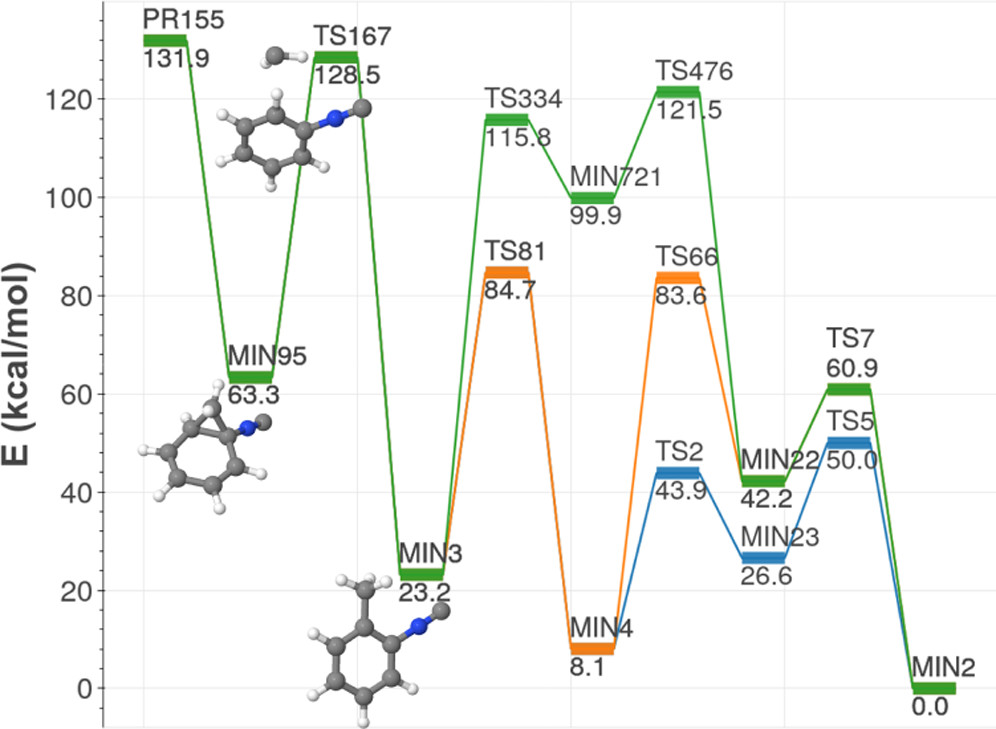 PR155
131.9
TS167
128.5
TS476
121.5
TS334
115.8
MIN721
99.9
TS81
84.7
TS66
83.6
MIN95
63.3
TS7
60.9
TS5
50.0
TS2
43.9
MIN22
42.2
MIN23
26.6
MIN3
23.2
MIN4
8.1
MIN2
0.0
120
100
80
60
40
20
0
E (kcal/mol)